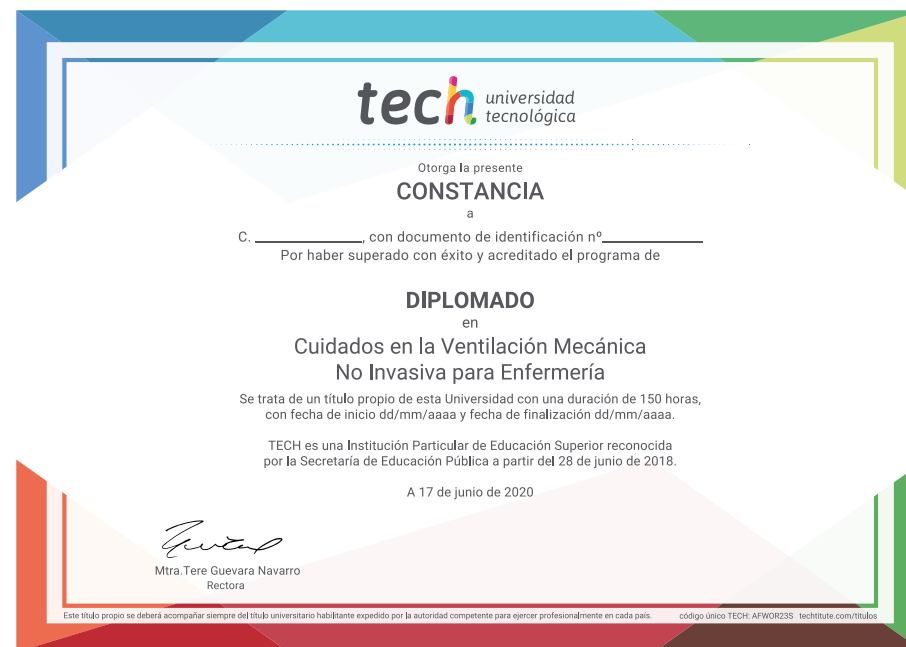 tech universidad
tecnológica
Otorga la presente
CONSTANCIA
a
C. ____________, con documento de identificación nº____________
Por haber superado con éxito y acreditado el programa de
DIPLOMADO
en
Cuidados en la Ventilación Mecánica
No Invasiva para Enfermería
Se trata de un título propio de esta Universidad con una duración de 150 horas,
con fecha de inicio dd/mm/aaaa y fecha de finalización dd/mm/aaaa.
TECH es una Institución Particular de Educación Superior reconocida
por la Secretaría de Educación Pública a partir del 28 de junio de 2018.
A 17 de junio de 2020
Mtra.Tere Guevara Navarro
Rectora
Este título propio se deberá acompañar siempre del título universitario habilitante expedido por la autoridad competente para ejercer profesionalmente en cada país. código único TECH: AFWOR23S techtitute.com/titulos